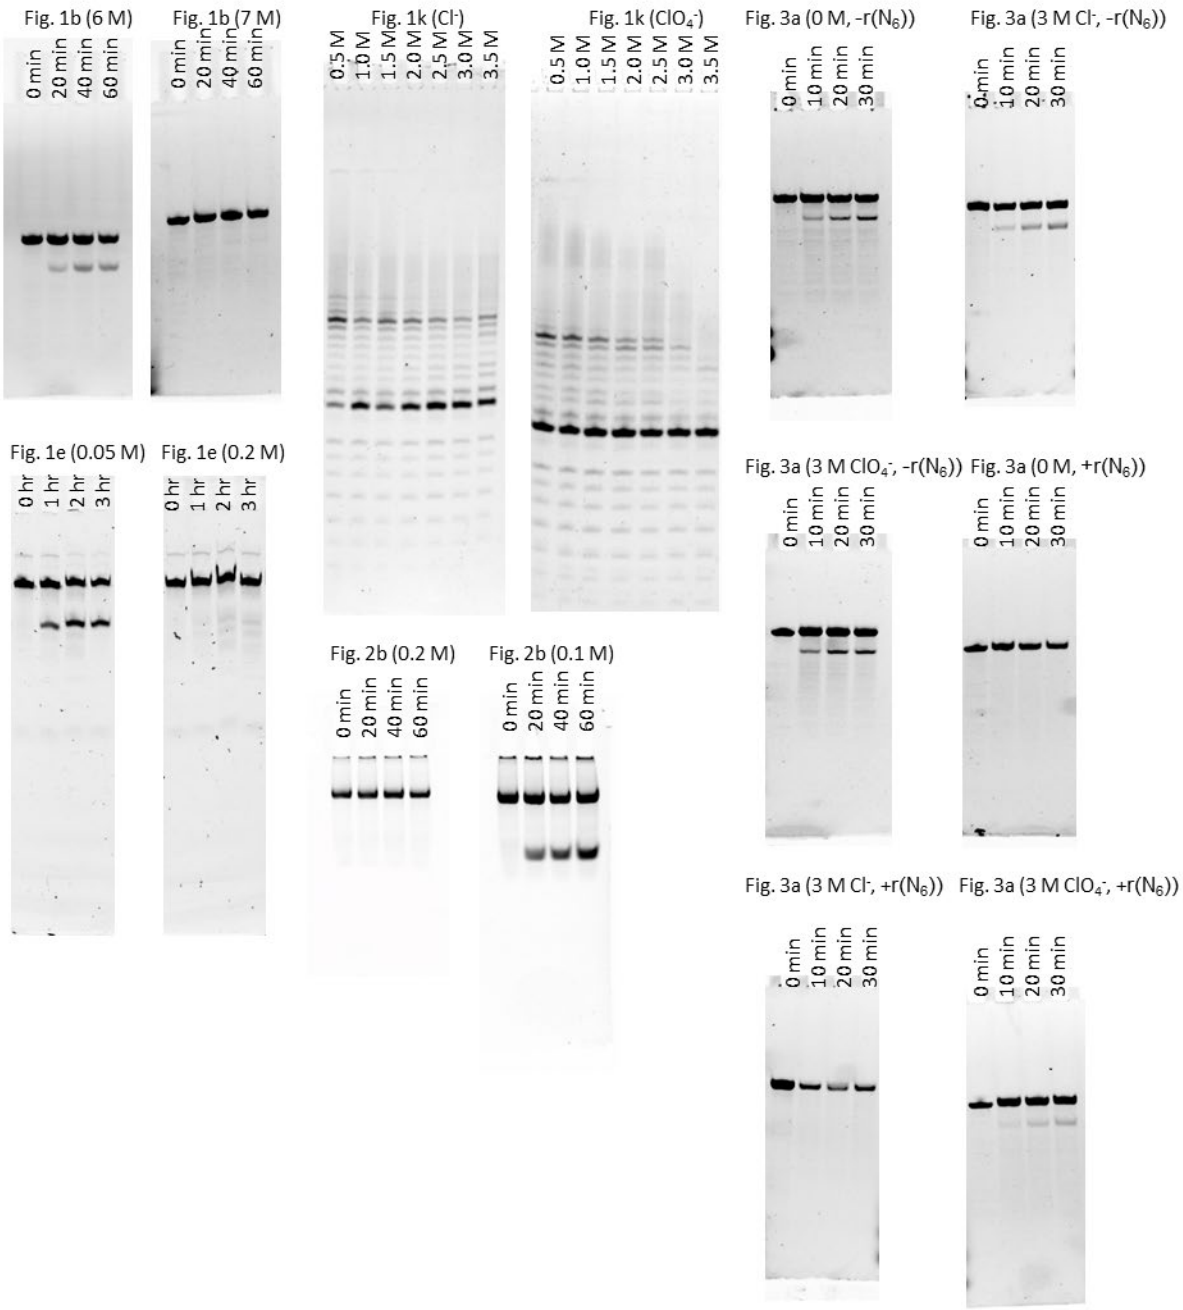 Fig. 1b (6 M)
0 min
20 min
40 min
60 min
Fig. 1b (7 M)
0 min
20 min
40 min
60 min
Fig. 1k (Cl⁻)
0.5 M
1.0 M
1.5 M
2.0 M
2.5 M
3.0 M
3.5 M
Fig. 1k (ClO₄⁻)
0.5 M
1.0 M
1.5 M
2.0 M
2.5 M
3.0 M
3.5 M
Fig. 3a (0 M, -r(N₆))
0 min
10 min
20 min
30 min
Fig. 3a (3 M Cl⁻, -r(N₆))
0 min
10 min
20 min
30 min
Fig. 1e (0.05 M)
0 hr
1 hr
2 hr
3 hr
Fig. 1e (0.2 M)
0 hr
1 hr
2 hr
3 hr
Fig. 3a (3 M ClO₄⁻, -r(N₆))
0 min
10 min
20 min
30 min
Fig. 3a (0 M, +r(N₆))
0 min
10 min
20 min
30 min
Fig. 2b (0.2 M)
0 min
20 min
40 min
60 min
Fig. 2b (0.1 M)
0 min
20 min
40 min
60 min
Fig. 3a (3 M Cl⁻, +r(N₆))
0 min
10 min
20 min
30 min
Fig. 3a (3 M ClO₄⁻, +r(N₆))
0 min
10 min
20 min
30 min